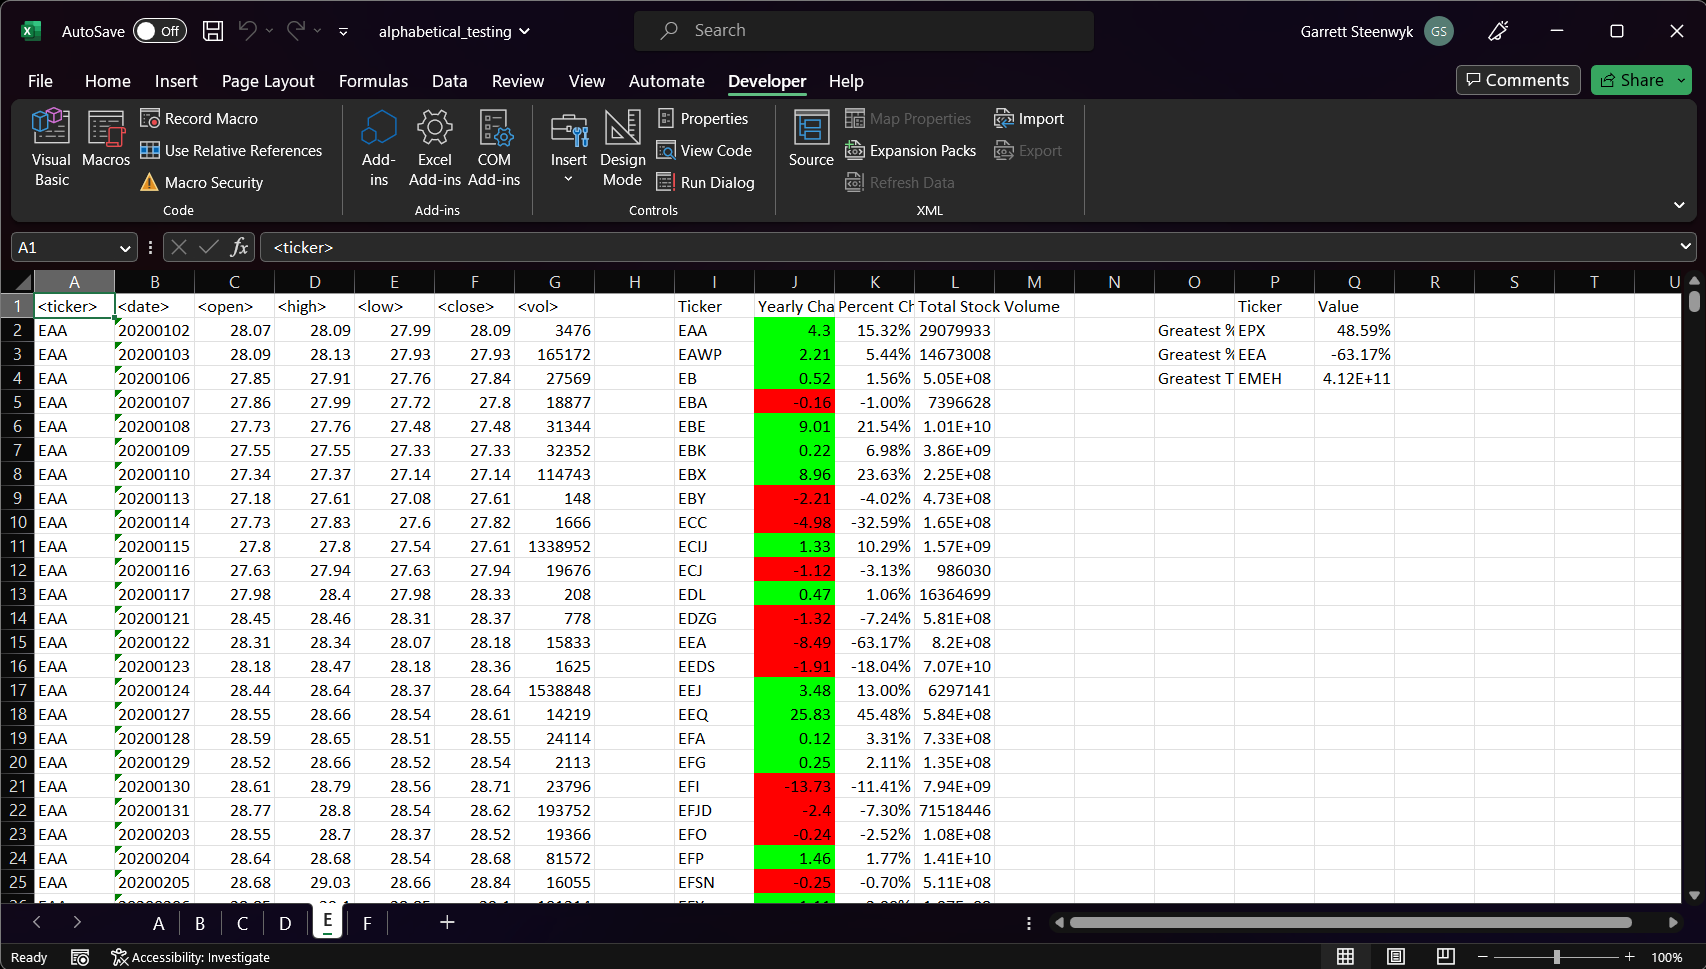 AutoSave Off alphabetical_testing Search Garrett Steenwyk GS
File Home Insert Page Layout Formulas Data Review View Automate Developer Help Comments Share
Visual Basic
Macros
Record Macro
Use Relative References
Macro Security
Code
Add-ins
Excel Add-ins
COM Add-ins
Add-ins
Insert
Design Mode
Properties
View Code
Run Dialog
Controls
Source
Map Properties
Expansion Packs
Refresh Data
Import
Export
XML
A1 fx <ticker>
A B C D E F G H I J K L M N O P Q R S T U
1 <ticker> <date> <open> <high> <low> <close> <vol> Ticker Yearly Cha Percent Ch Total Stock Volume Ticker Value
2 EAA 20200102 28.07 28.09 27.99 28.09 3476 EAA 4.3 15.32% 29079933 Greatest % EPX 48.59%
3 EAA 20200103 28.09 28.13 27.93 27.93 165172 EAWP 2.21 5.44% 14673008 Greatest % EEA -63.17%
4 EAA 20200106 27.85 27.91 27.76 27.84 27569 EB 0.52 1.56% 5.05E+08 Greatest T EMEH 4.12E+11
5 EAA 20200107 27.86 27.99 27.72 27.8 18877 EBA -0.16 -1.00% 7396628
6 EAA 20200108 27.73 27.76 27.48 27.48 31344 EBE 9.01 21.54% 1.01E+10
7 EAA 20200109 27.55 27.55 27.33 27.33 32352 EBK 0.22 6.98% 3.86E+09
8 EAA 20200110 27.34 27.37 27.14 27.14 114743 EBX 8.96 23.63% 2.25E+08
9 EAA 20200113 27.18 27.61 27.08 27.61 148 EBY -2.21 -4.02% 4.73E+08
10 EAA 20200114 27.73 27.83 27.6 27.82 1666 ECC -4.98 -32.59% 1.65E+08
11 EAA 20200115 27.8 27.8 27.54 27.61 1338952 ECIJ 1.33 10.29% 1.57E+09
12 EAA 20200116 27.63 27.94 27.63 27.94 19676 ECJ -1.12 -3.13% 986030
13 EAA 20200117 27.98 28.4 27.98 28.33 208 EDL 0.47 1.06% 16364699
14 EAA 20200121 28.45 28.46 28.31 28.37 778 EDZG -1.32 -7.24% 5.81E+08
15 EAA 20200122 28.31 28.34 28.07 28.18 15833 EEA -8.49 -63.17% 8.2E+08
16 EAA 20200123 28.18 28.47 28.18 28.36 1625 EEDS -1.91 -18.04% 7.07E+10
17 EAA 20200124 28.44 28.64 28.37 28.64 1538848 EEJ 3.48 13.00% 6297141
18 EAA 20200127 28.55 28.66 28.54 28.61 14219 EEQ 25.83 45.48% 5.84E+08
19 EAA 20200128 28.59 28.65 28.51 28.55 24114 EFA 0.12 3.31% 7.33E+08
20 EAA 20200129 28.52 28.66 28.52 28.54 2113 EFG 0.25 2.11% 1.35E+08
21 EAA 20200130 28.61 28.79 28.56 28.71 23796 EFI -13.73 -11.41% 7.94E+09
22 EAA 20200131 28.77 28.8 28.54 28.62 193752 EFJD -2.4 -7.30% 71518446
23 EAA 20200203 28.55 28.7 28.37 28.52 19366 EFO -0.24 -2.52% 1.08E+08
24 EAA 20200204 28.64 28.68 28.54 28.68 81572 EFP 1.46 1.77% 1.41E+10
25 EAA 20200205 28.68 29.03 28.66 28.84 16055 EFSN -0.25 -0.70% 5.11E+08
A B C D E F
Ready Accessibility: Investigate 100%